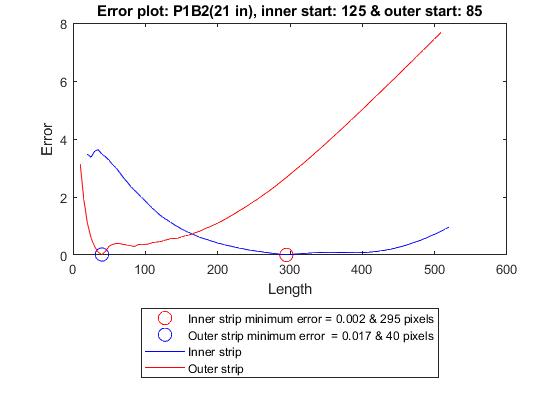 Error plot: P1B2(21 in), inner start: 125 & outer start: 85
8
6
4
2
0
Error
0 100 200 300 400 500 600
Length
Inner strip minimum error = 0.002 & 295 pixels
Outer strip minimum error = 0.017 & 40 pixels
Inner strip
Outer strip